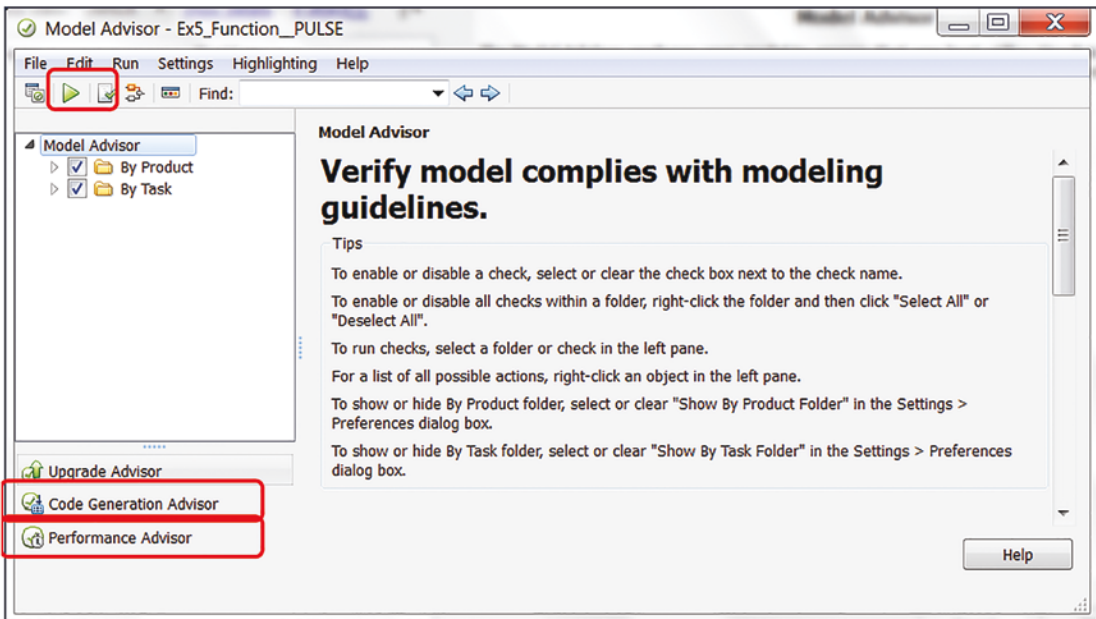 Model Advisor - Ex5_Function__PULSE
Model Advisor
File Edit Run Settings Highlighting Help
Find:
Model Advisor
By Product
By Task
Model Advisor
Verify model complies with modeling
guidelines.
Tips
To enable or disable a check, select or clear the check box next to the check name.
To enable or disable all checks within a folder, right-click the folder and then click "Select All" or
"Deselect All".
To run checks, select a folder or check in the left pane.
For a list of all possible actions, right-click an object in the left pane.
To show or hide By Product folder, select or clear "Show By Product Folder" in the Settings >
Preferences dialog box.
To show or hide By Task folder, select or clear "Show By Task Folder" in the Settings > Preferences
dialog box.
Upgrade Advisor
Code Generation Advisor
Performance Advisor
Help